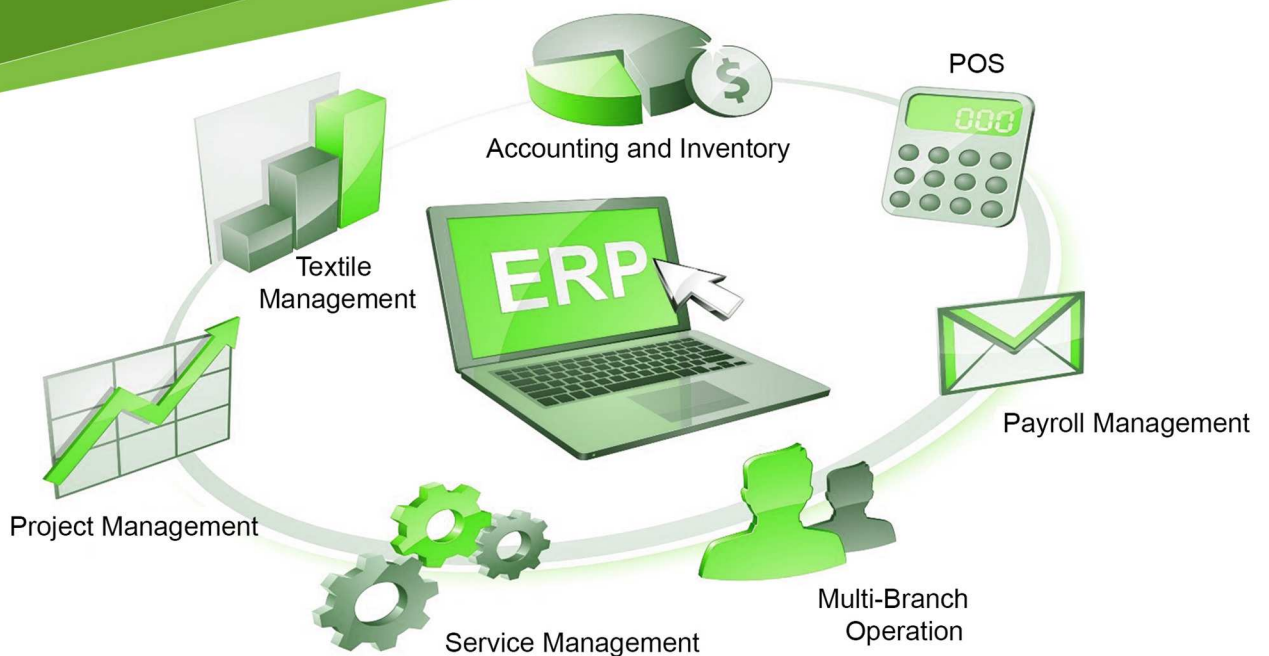 POS
000
Accounting and Inventory
Textile
Management
ERP
Payroll Management
Project Management
Multi-Branch
Operation
Service Management
$